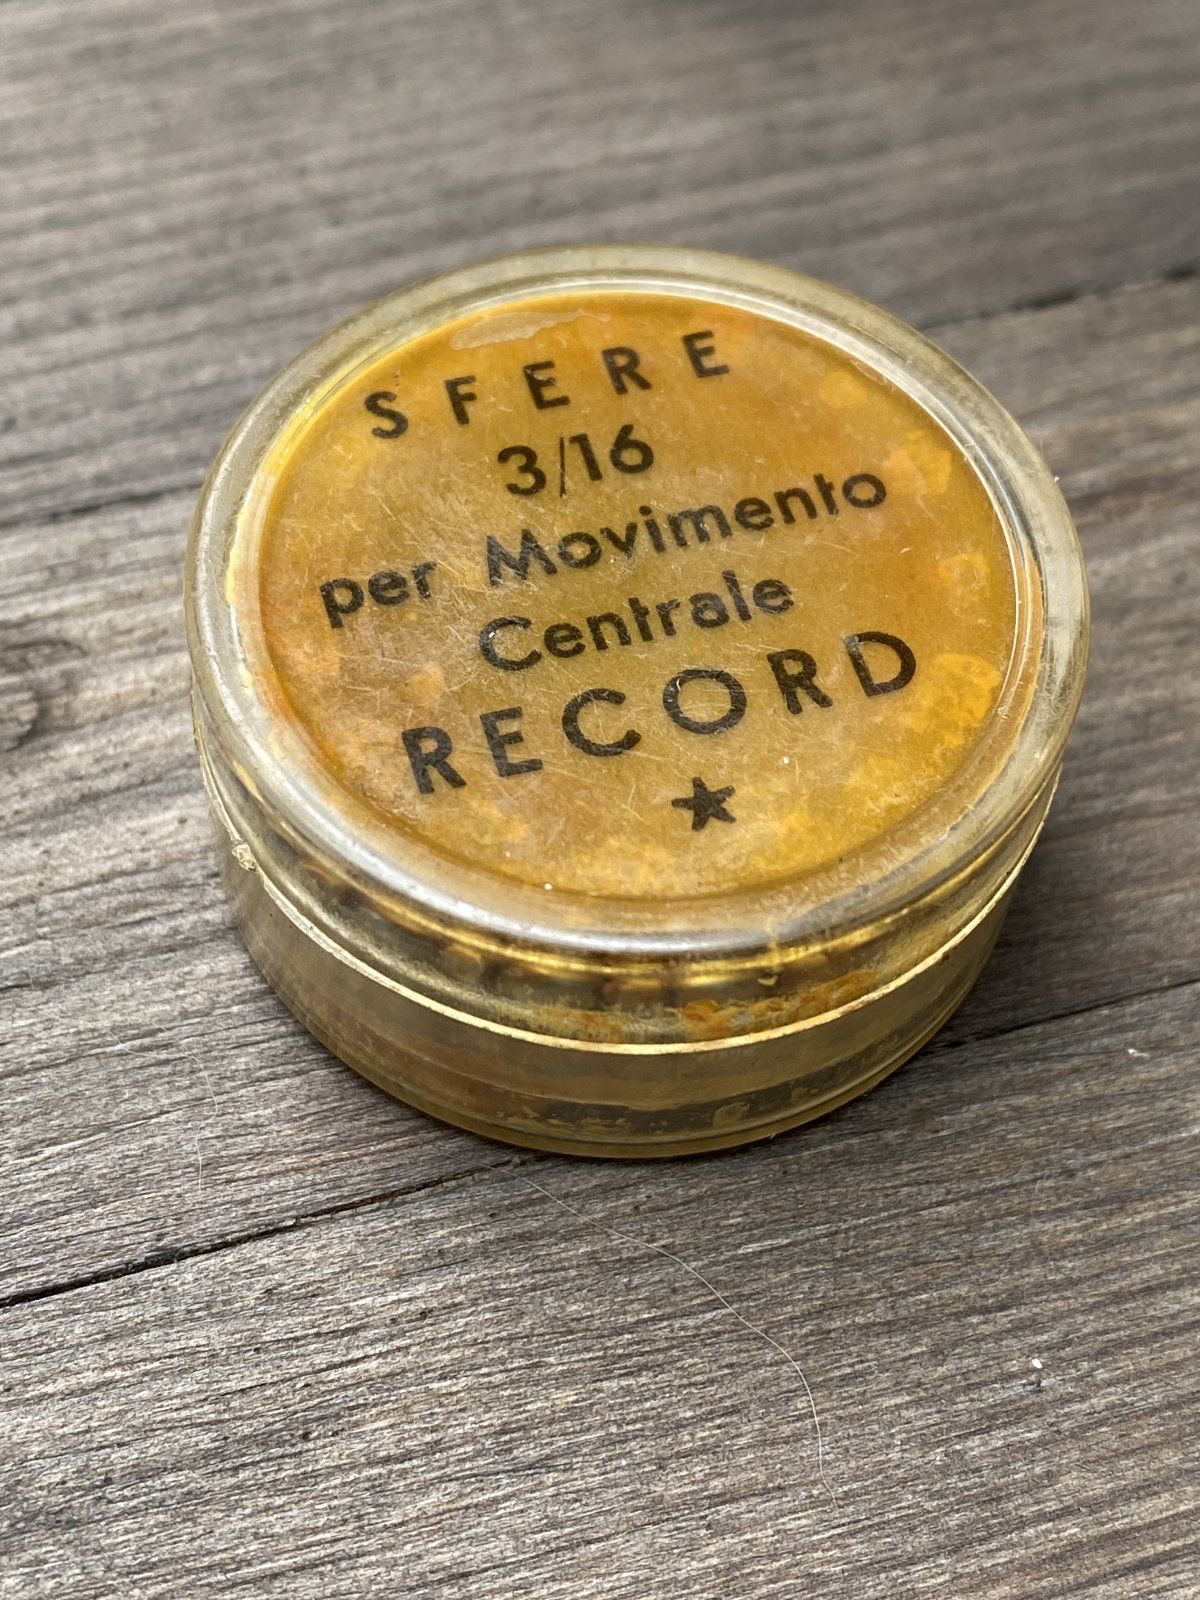 SFERE
3/16
per Movimento
Centrale
RECORD
★